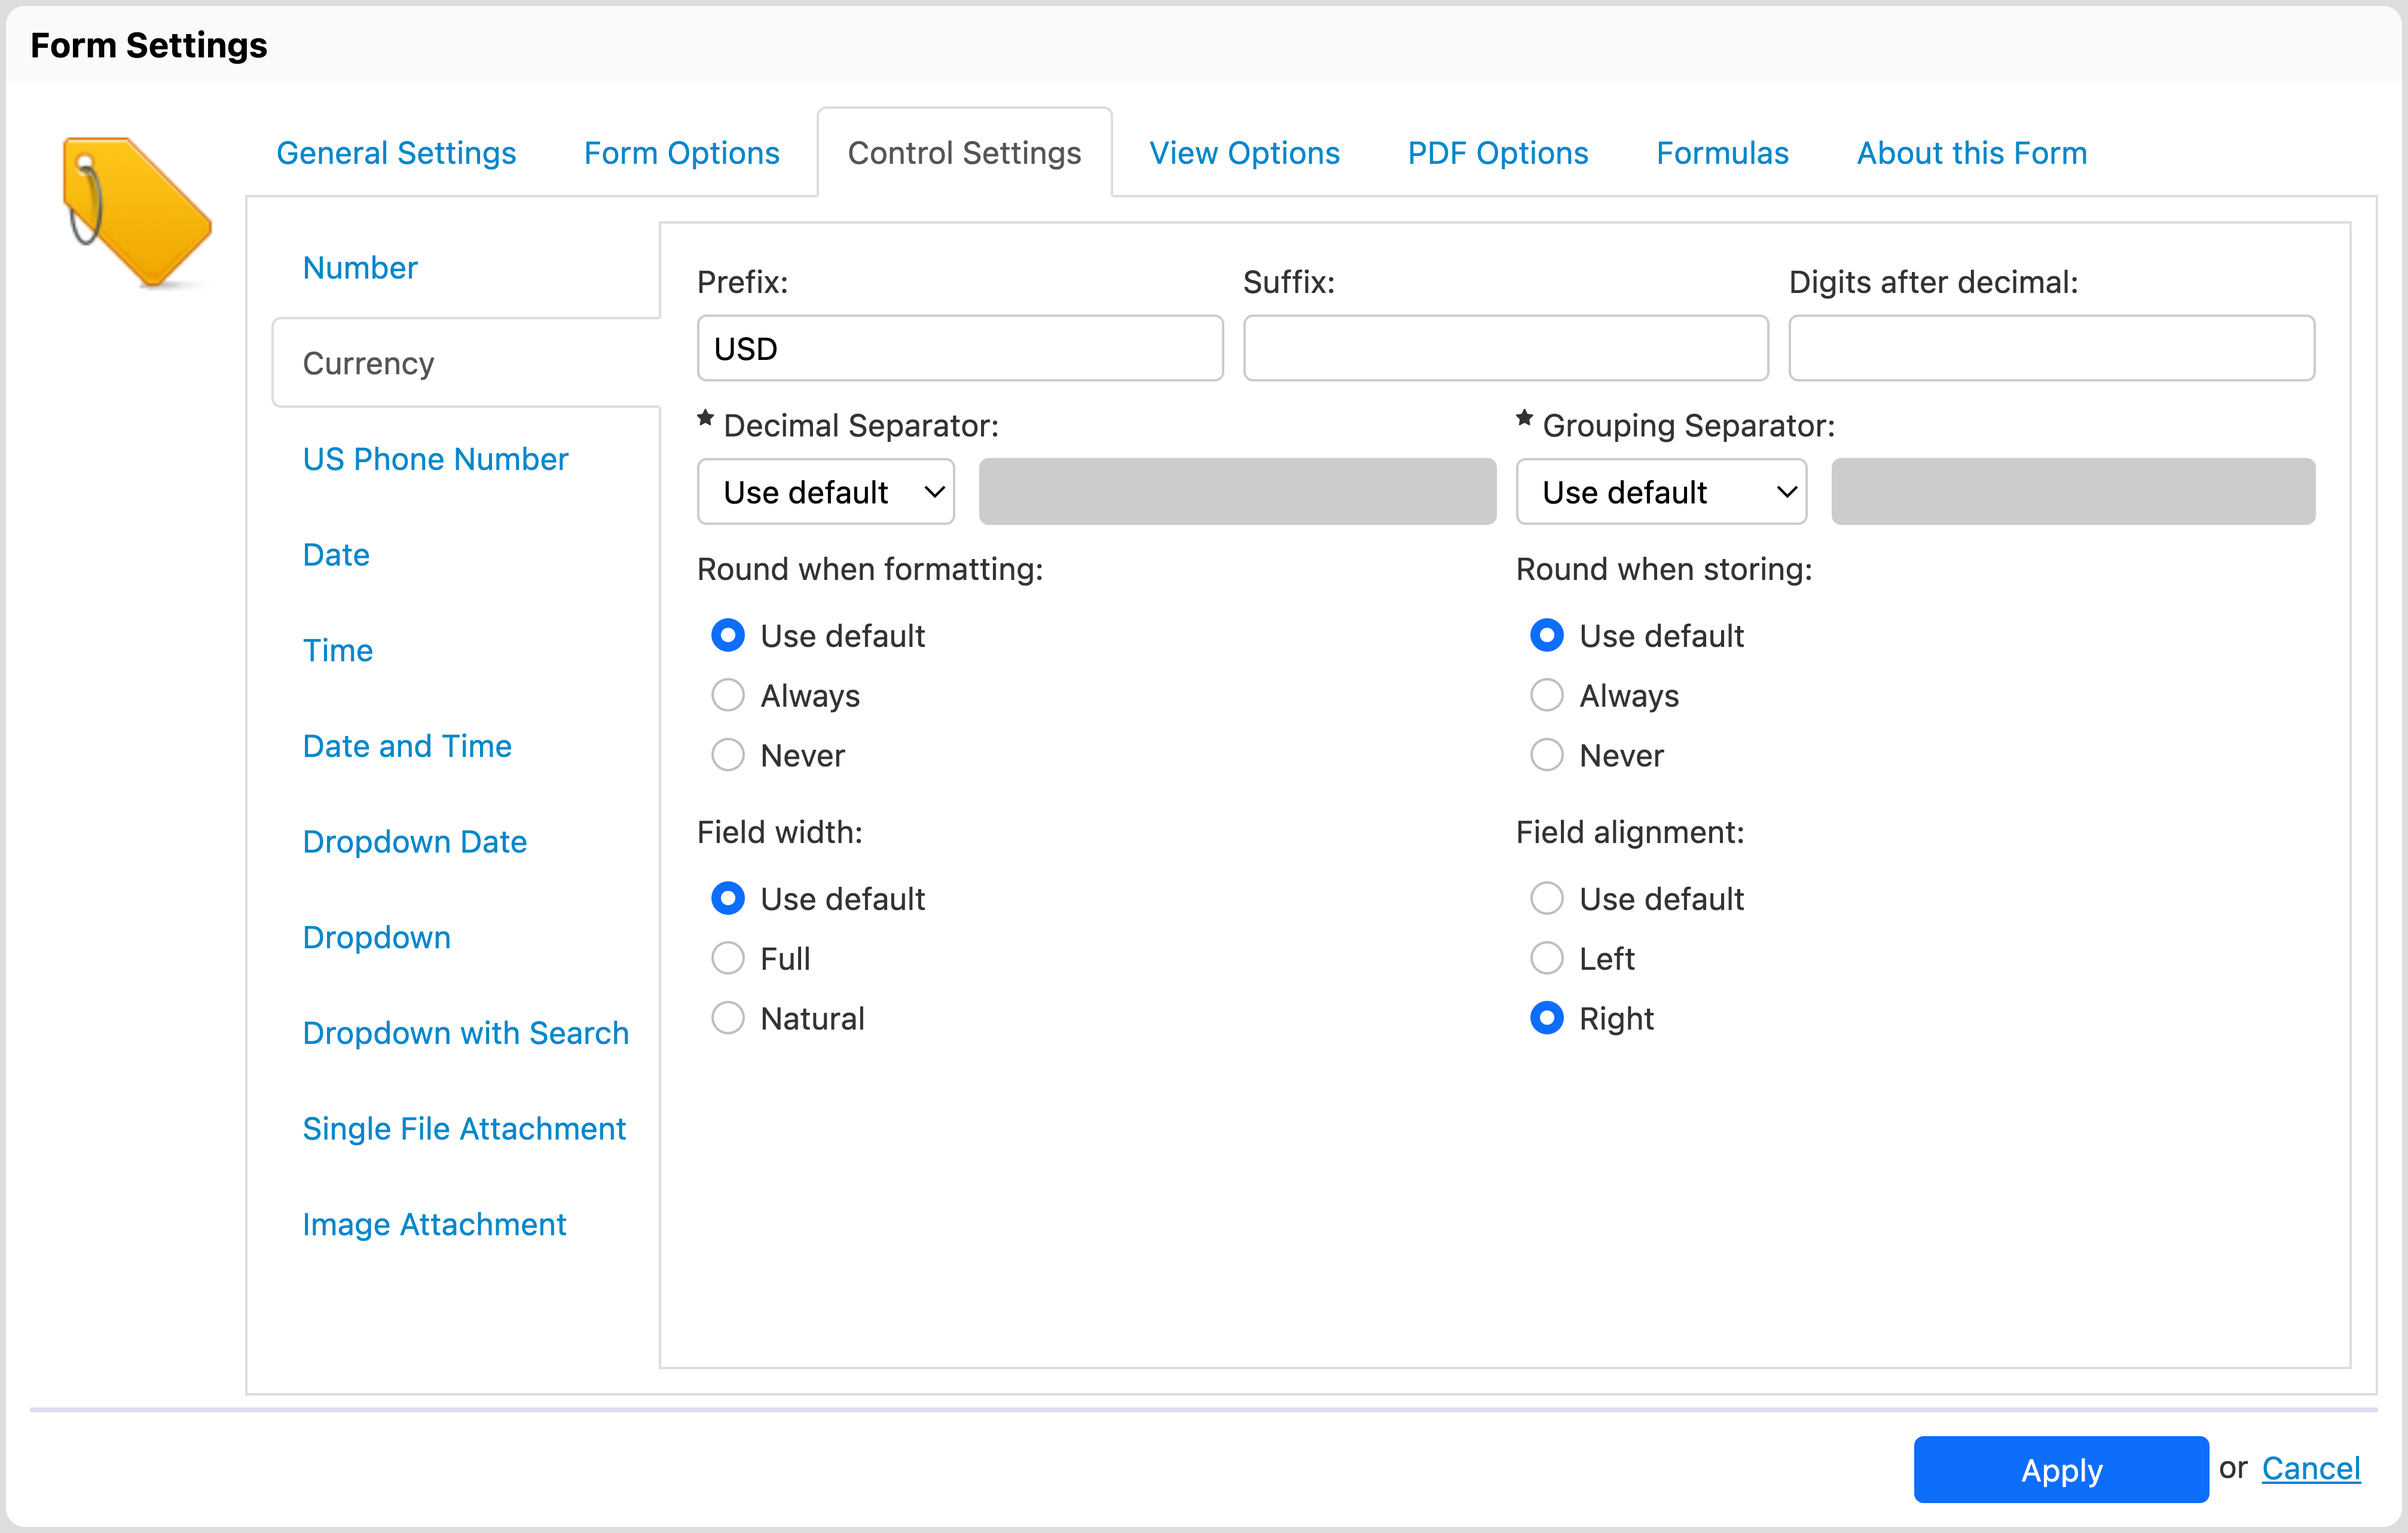 Form Settings
General Settings Form Options Control Settings View Options PDF Options Formulas About this Form
Number
Currency
US Phone Number
Date
Time
Date and Time
Dropdown Date
Dropdown
Dropdown with Search
Single File Attachment
Image Attachment
Prefix: Suffix: Digits after decimal:
USD
★ Decimal Separator: ★ Grouping Separator:
Use default Use default
Round when formatting: Round when storing:
Use default Use default
Always Always
Never Never
Field width: Field alignment:
Use default Use default
Full Left
Natural Right
Apply or Cancel